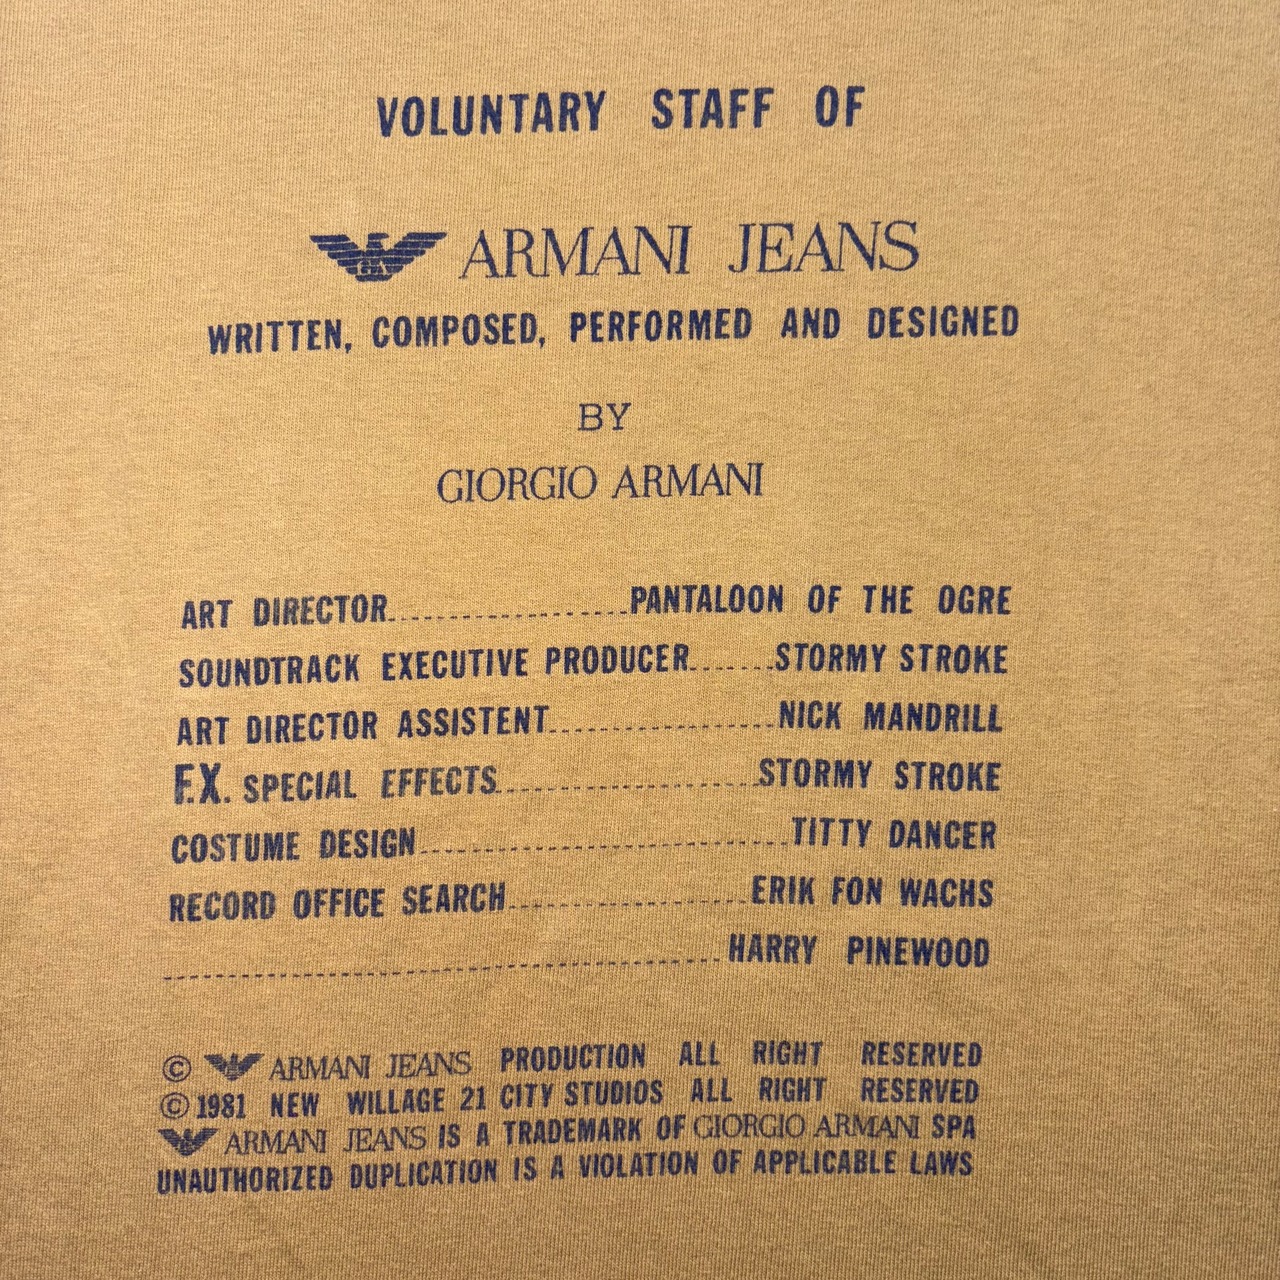 VOLUNTARY STAFF OF
ARMANI JEANS
WRITTEN, COMPOSED, PERFORMED AND DESIGNED
BY
GIORGIO ARMANI
ART DIRECTOR..............PANTALOON OF THE OGRE
SOUNDTRACK EXECUTIVE PRODUCER.......STORMY STROKE
ART DIRECTOR ASSISTENT.................NICK MANDRILL
F.X. SPECIAL EFFECTS....................STORMY STROKE
COSTUME DESIGN............................TITTY DANCER
RECORD OFFICE SEARCH..................ERIK FON WACHS
..........................................HARRY PINEWOOD
© ARMANI JEANS PRODUCTION ALL RIGHT RESERVED
© 1981 NEW WILLAGE 21 CITY STUDIOS ALL RIGHT RESERVED
ARMANI JEANS IS A TRADEMARK OF GIORGIO ARMANI SPA
UNAUTHORIZED DUPLICATION IS A VIOLATION OF APPLICABLE LAWS